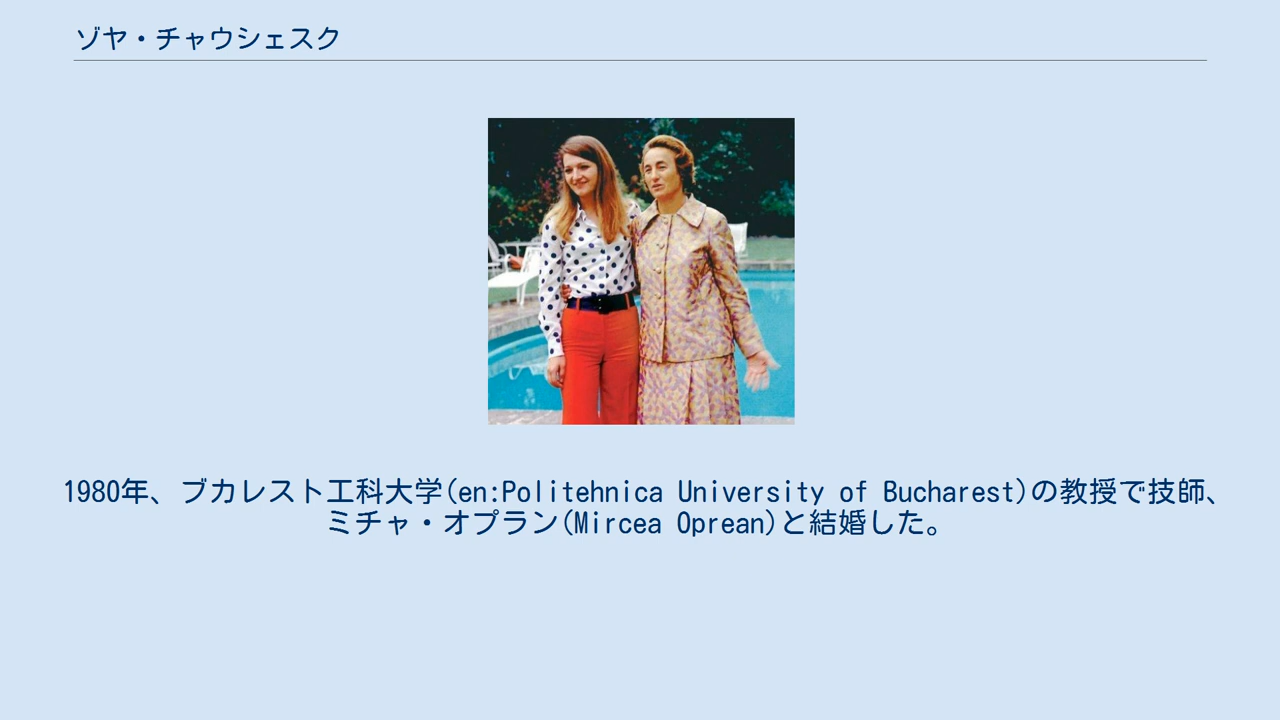 ゾヤ・チャウシェスク
1980年、ブカレスト工科大学(en:Politehnica University of Bucharest)の教授で技師、
ミチャ・オプラン(Mircea Oprean)と結婚した。